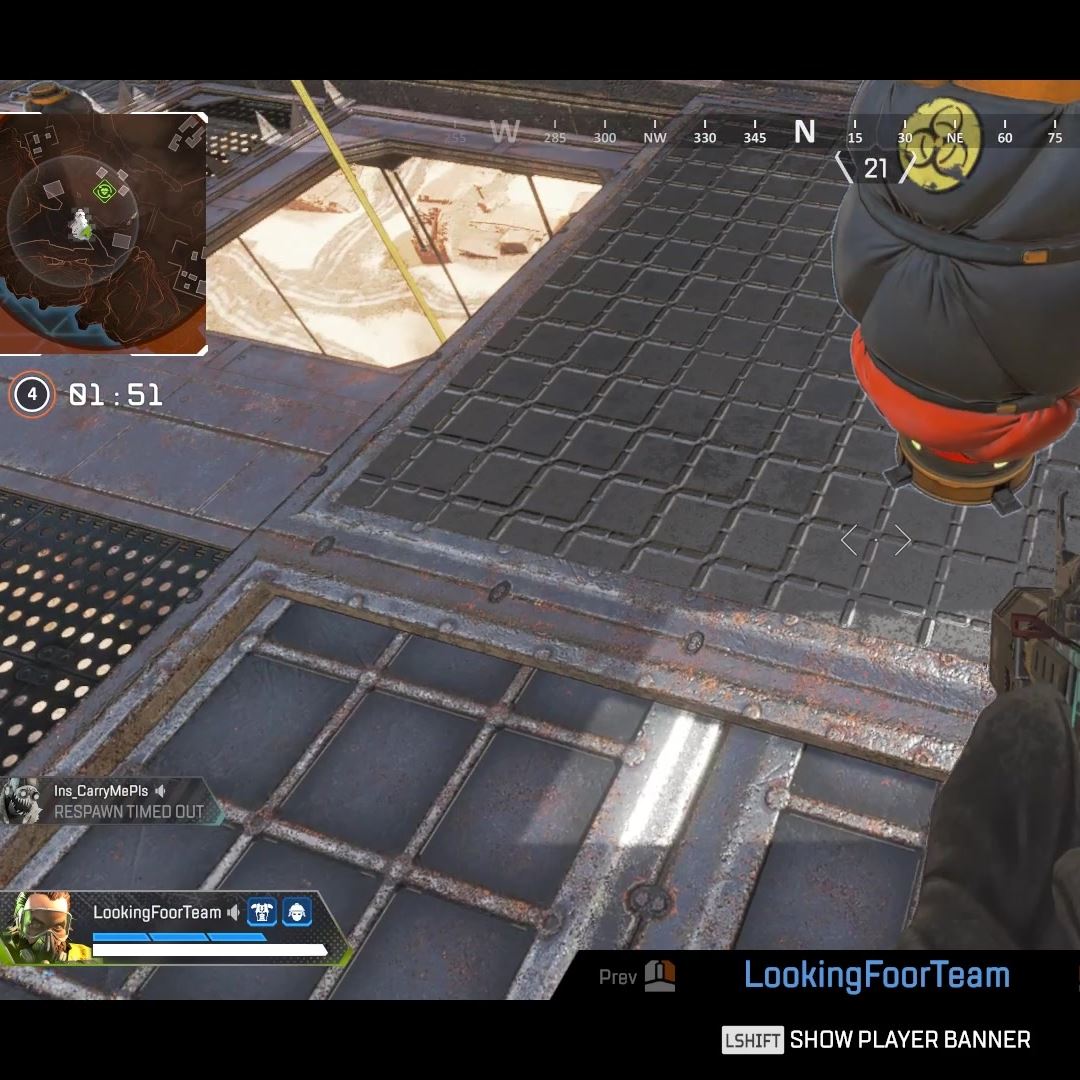 255 W 285 300 NW 330 345 N 15 30 NE 60 75
21
4 01:51
Ins_CarryMePls
RESPAWN TIMED OUT
LookingFoorTeam
Prev LookingFoorTeam
LSHIFT SHOW PLAYER BANNER